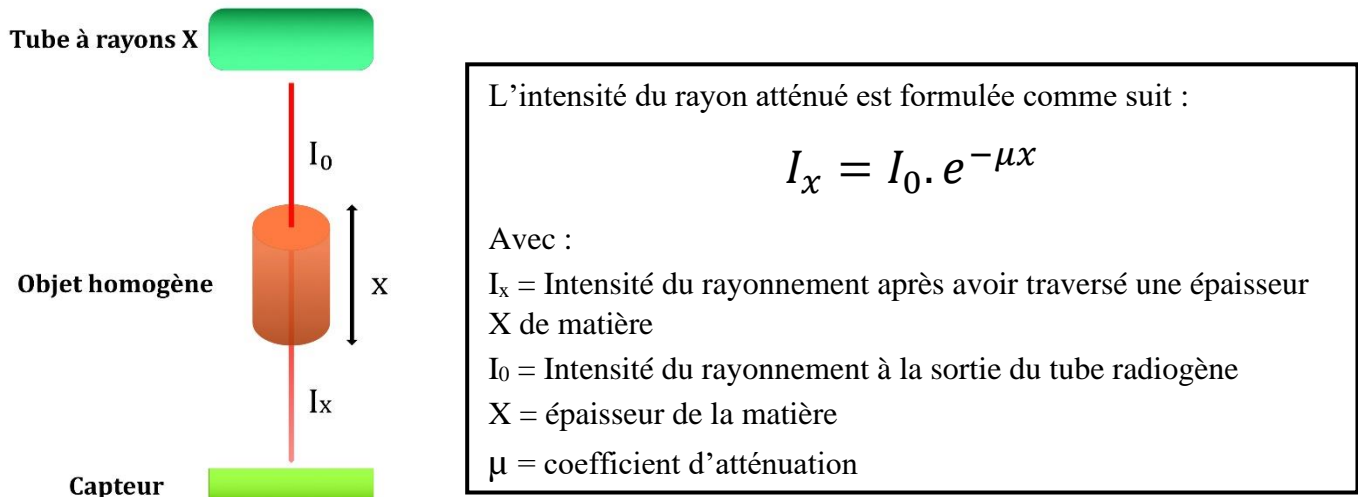 Tube à rayons X
I₀
Objet homogène
x
Ix
Capteur
L’intensité du rayon atténué est formulée comme suit :
Iₓ = I₀. e^{−μx}
Avec :
Iₓ = Intensité du rayonnement après avoir traversé une épaisseur
X de matière
I₀ = Intensité du rayonnement à la sortie du tube radiogène
X = épaisseur de la matière
μ = coefficient d’atténuation